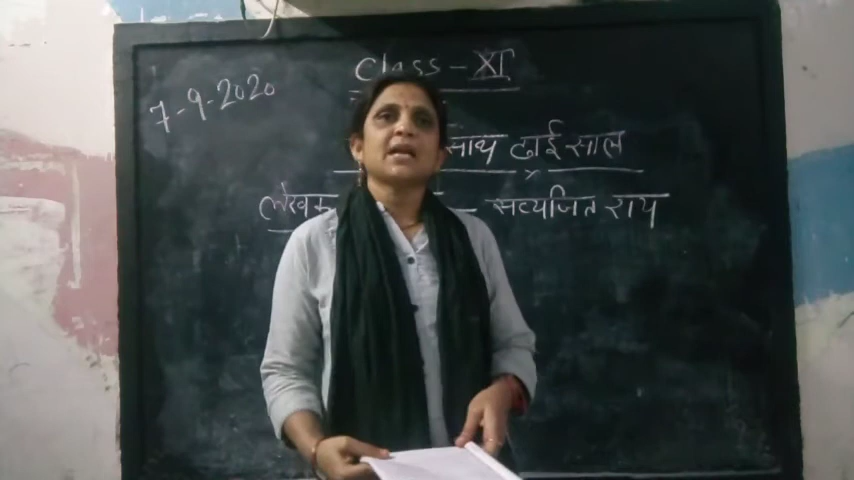 Class - XI
7-9-2020
साथ ढाई साल
लेखक - सत्यजित राय